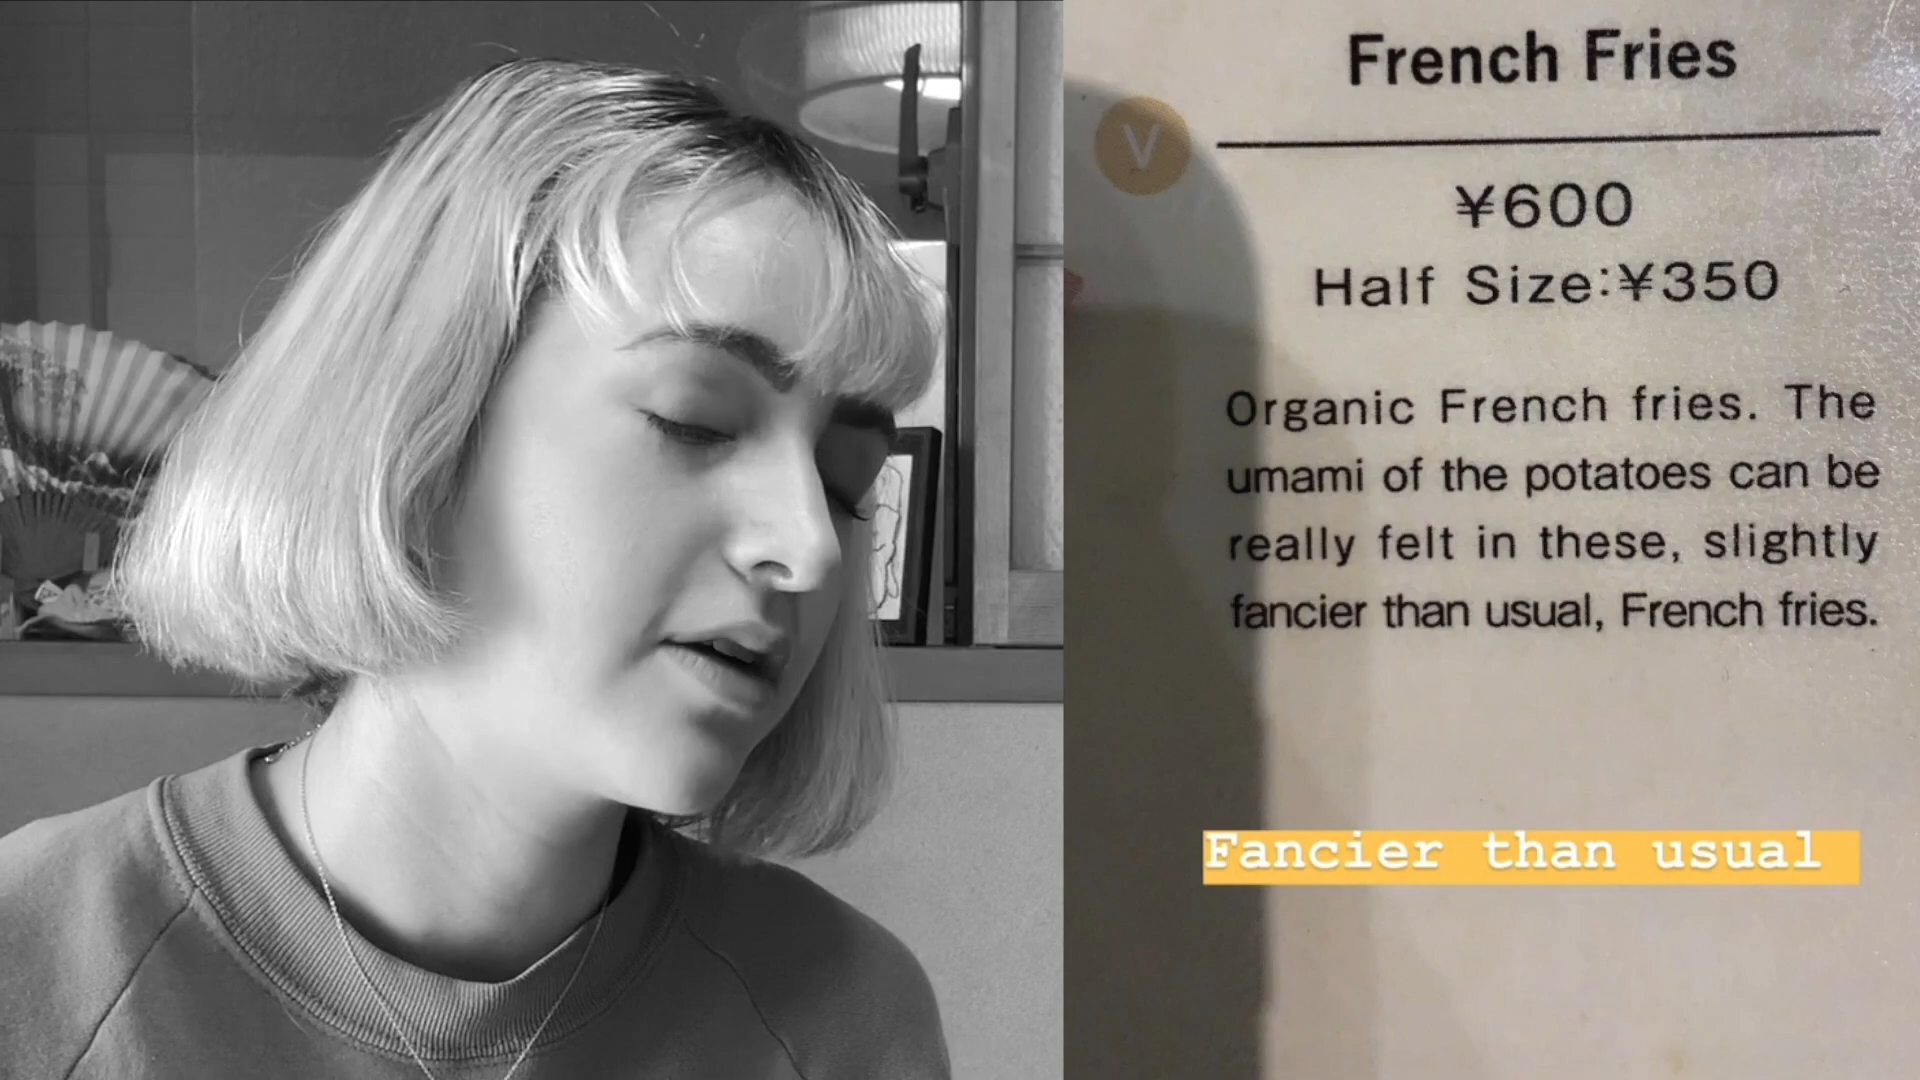 French Fries
V
¥600
Half Size:¥350
Organic French fries. The
umami of the potatoes can be
really felt in these, slightly
fancier than usual, French fries.
Fancier than usual